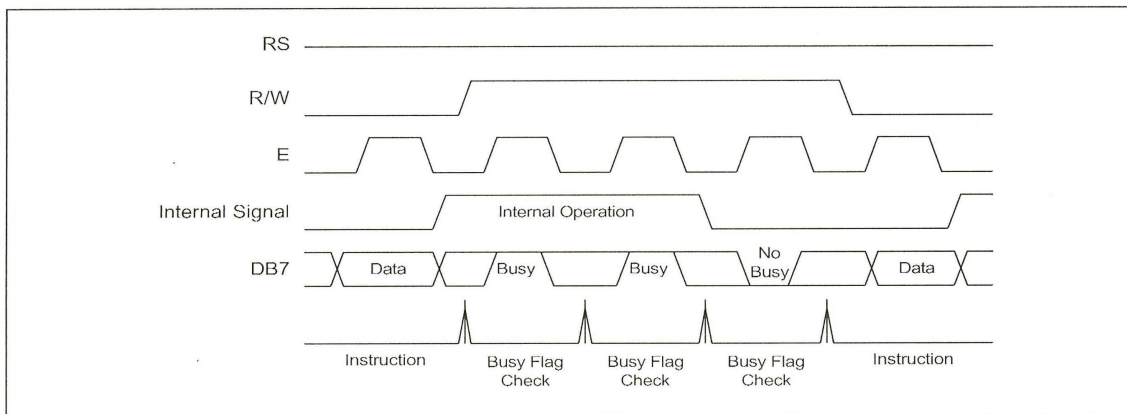 RS
R/W
E
Internal Signal
Internal Operation
DB7
Data
Busy
Busy
No
Busy
Data
Instruction
Busy Flag
Check
Busy Flag
Check
Busy Flag
Check
Instruction